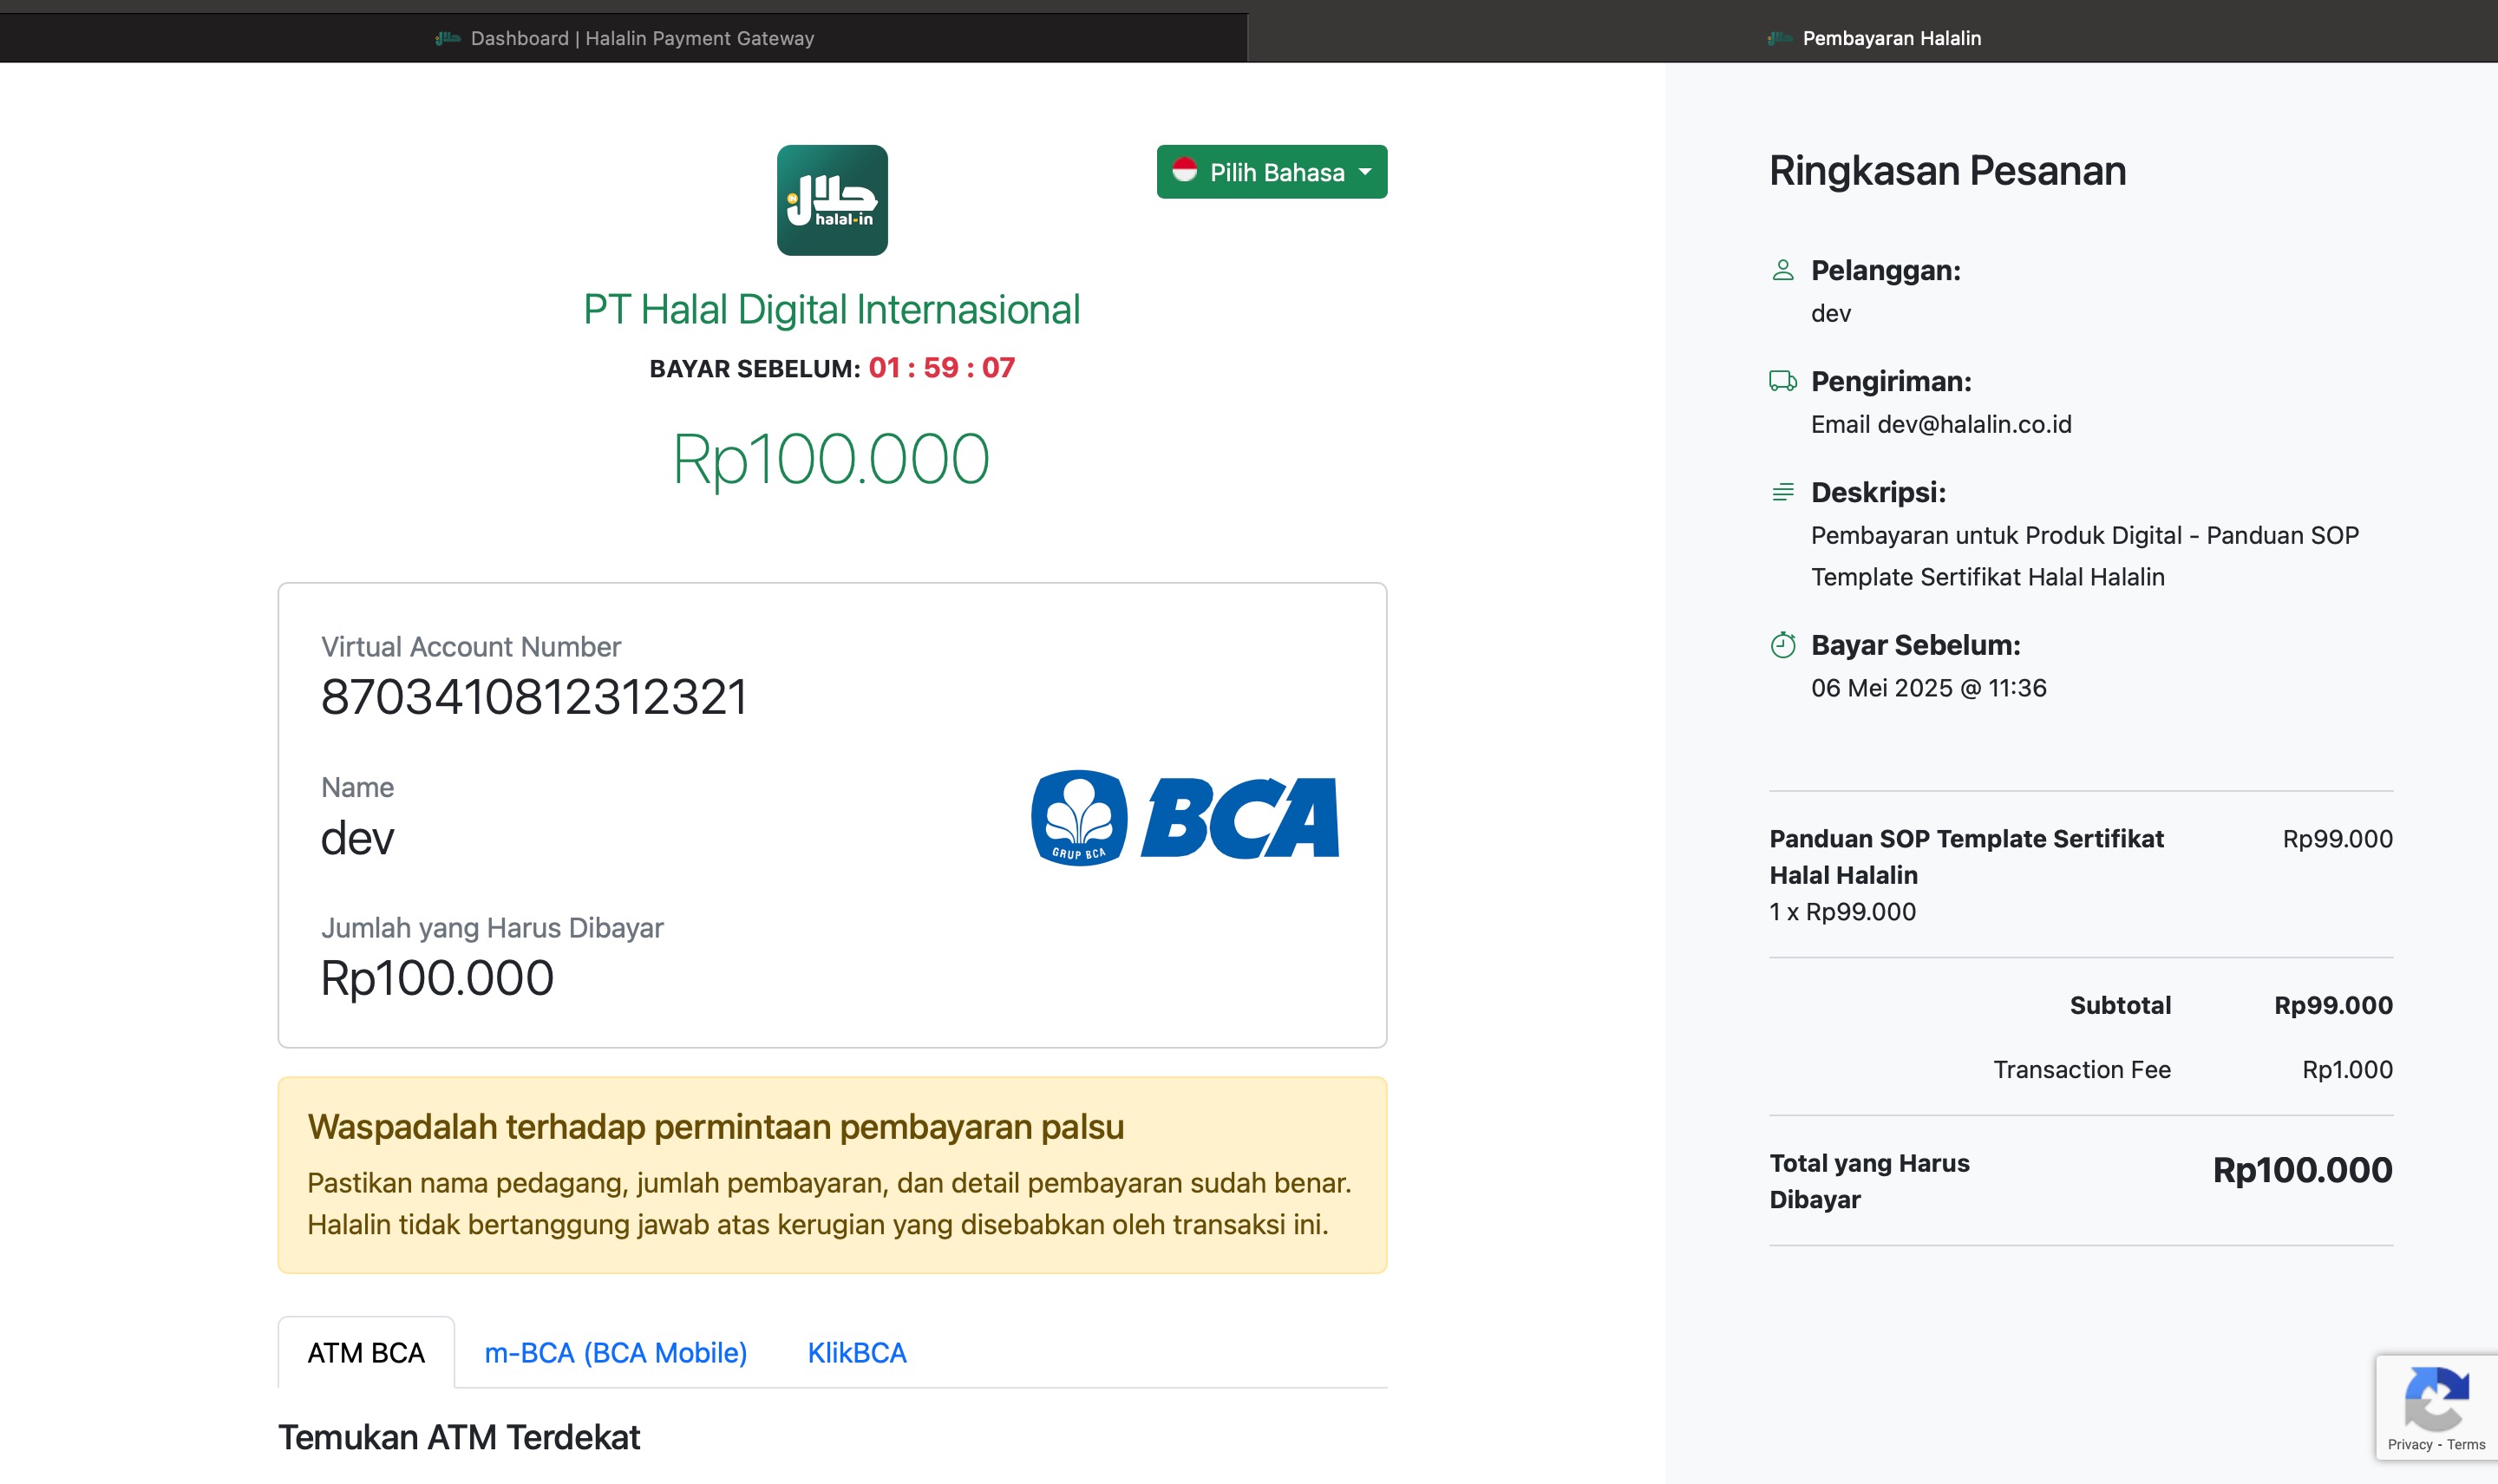 Dashboard | Halalin Payment Gateway
Pembayaran Halalin
حلال
IN
halal-in
Pilih Bahasa
PT Halal Digital Internasional
BAYAR SEBELUM: 01 : 59 : 07
Rp100.000
Virtual Account Number
8703410812312321
Name
dev
GRUP BCA
BCA
Jumlah yang Harus Dibayar
Rp100.000
Waspadalah terhadap permintaan pembayaran palsu
Pastikan nama pedagang, jumlah pembayaran, dan detail pembayaran sudah benar.
Halalin tidak bertanggung jawab atas kerugian yang disebabkan oleh transaksi ini.
ATM BCA
m-BCA (BCA Mobile)
KlikBCA
Temukan ATM Terdekat
Ringkasan Pesanan
Pelanggan:
dev
Pengiriman:
Email dev@halalin.co.id
Deskripsi:
Pembayaran untuk Produk Digital - Panduan SOP
Template Sertifikat Halal Halalin
Bayar Sebelum:
06 Mei 2025 @ 11:36
Panduan SOP Template Sertifikat Rp99.000
Halal Halalin
1 x Rp99.000
Subtotal Rp99.000
Transaction Fee Rp1.000
Total yang Harus Rp100.000
Dibayar
Privacy - Terms